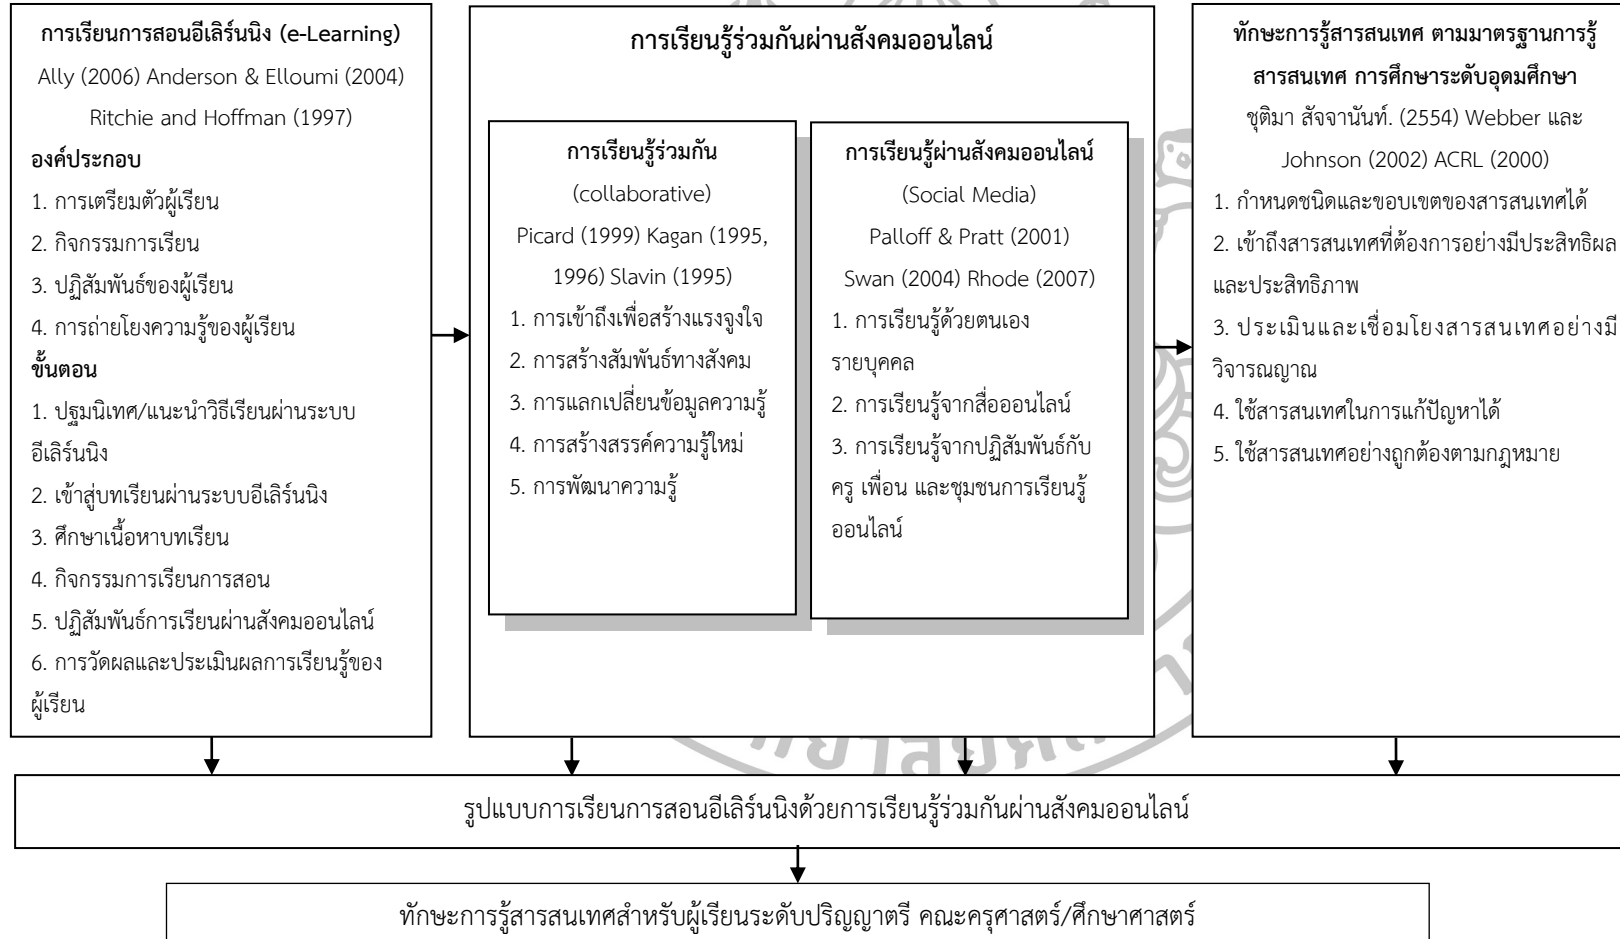 การเรียนการสอนอีเลิร์นนิง (e-Learning)
Ally (2006) Anderson & Elloumi (2004)
Ritchie and Hoffman (1997)
องค์ประกอบ
1. การเตรียมตัวผู้เรียน
2. กิจกรรมการเรียน
3. ปฏิสัมพันธ์ของผู้เรียน
4. การถ่ายโยงความรู้ของผู้เรียน
ขั้นตอน
1. ปฐมนิเทศ/แนะนำวิธีเรียนผ่านระบบ
อีเลิร์นนิง
2. เข้าสู่บทเรียนผ่านระบบอีเลิร์นนิง
3. ศึกษาเนื้อหาบทเรียน
4. กิจกรรมการเรียนการสอน
5. ปฏิสัมพันธ์การเรียนผ่านสังคมออนไลน์
6. การวัดผลและประเมินผลการเรียนรู้ของ
ผู้เรียน
การเรียนรู้ร่วมกันผ่านสังคมออนไลน์
การเรียนรู้ร่วมกัน
(collaborative)
Picard (1999) Kagan (1995,
1996) Slavin (1995)
1. การเข้าถึงเพื่อสร้างแรงจูงใจ
2. การสร้างสัมพันธ์ทางสังคม
3. การแลกเปลี่ยนข้อมูลความรู้
4. การสร้างสรรค์ความรู้ใหม่
5. การพัฒนาความรู้
การเรียนรู้ผ่านสังคมออนไลน์
(Social Media)
Palloff & Pratt (2001)
Swan (2004) Rhode (2007)
1. การเรียนรู้ด้วยตนเอง
รายบุคคล
2. การเรียนรู้จากสื่อออนไลน์
3. การเรียนรู้จากปฏิสัมพันธ์กับ
ครู เพื่อน และชุมชนการเรียนรู้
ออนไลน์
ทักษะการรู้สารสนเทศ ตามมาตรฐานการรู้
สารสนเทศ การศึกษาระดับอุดมศึกษา
ชุติมา สัจจานันท์. (2554) Webber และ
Johnson (2002) ACRL (2000)
1. กำหนดชนิดและขอบเขตของสารสนเทศได้
2. เข้าถึงสารสนเทศที่ต้องการอย่างมีประสิทธิผล
และประสิทธิภาพ
3. ประเมินและเชื่อมโยงสารสนเทศอย่างมี
วิจารณญาณ
4. ใช้สารสนเทศในการแก้ปัญหาได้
5. ใช้สารสนเทศอย่างถูกต้องตามกฎหมาย
รูปแบบการเรียนการสอนอีเลิร์นนิงด้วยการเรียนรู้ร่วมกันผ่านสังคมออนไลน์
ทักษะการรู้สารสนเทศสำหรับผู้เรียนระดับปริญญาตรี คณะครุศาสตร์/ศึกษาศาสตร์